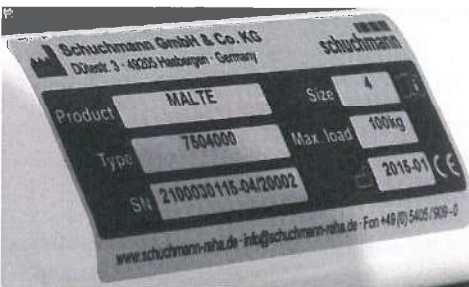 Schuchmann GmbH & Co. KG
Dütestr. 3 · 49205 Hasbergen · Germany
schuchmann
Product MALTE Size 4
Type 7504000 Max. load 100kg
SN 2100030115-04/20002 2015-01 CE
www.schuchmann-reha.de · info@schuchmann-reha.de · Fon +49 (0) 5405 / 909-0